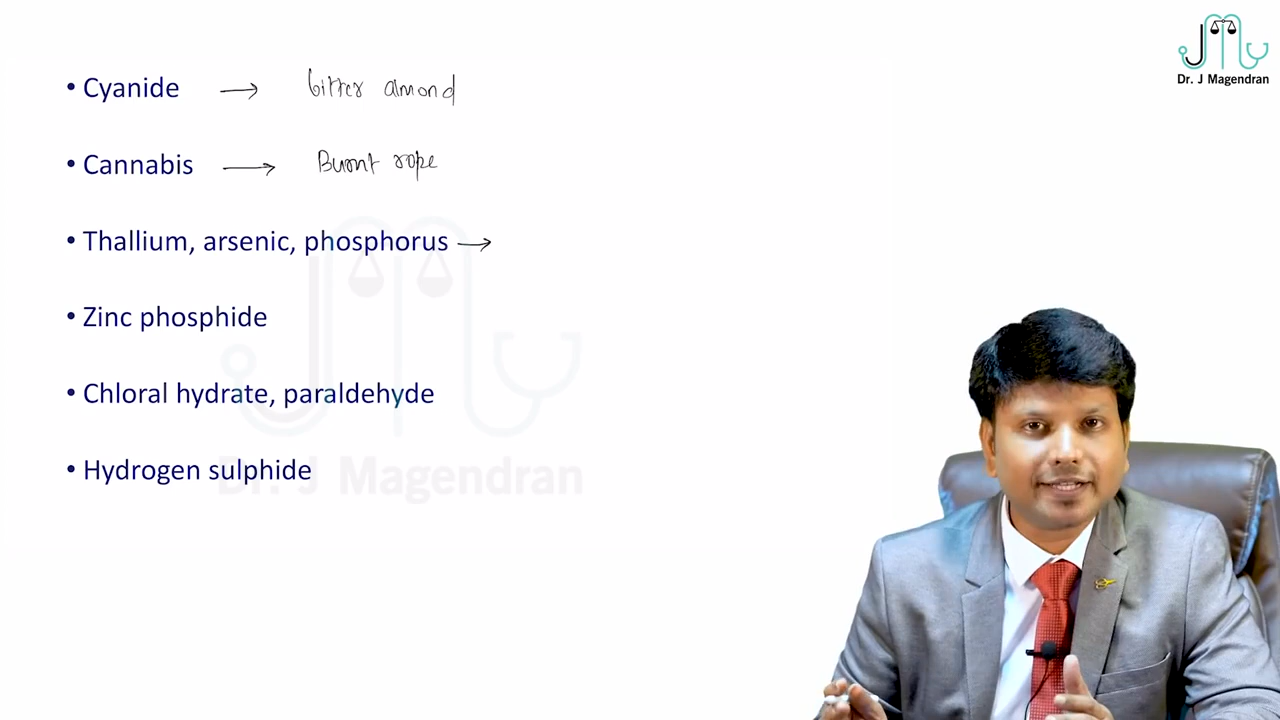 Dr. J Magendran
• Cyanide → bitter almond
• Cannabis → Burnt rope
• Thallium, arsenic, phosphorus →
• Zinc phosphide
• Chloral hydrate, paraldehyde
• Hydrogen sulphide
Dr. J Magendran